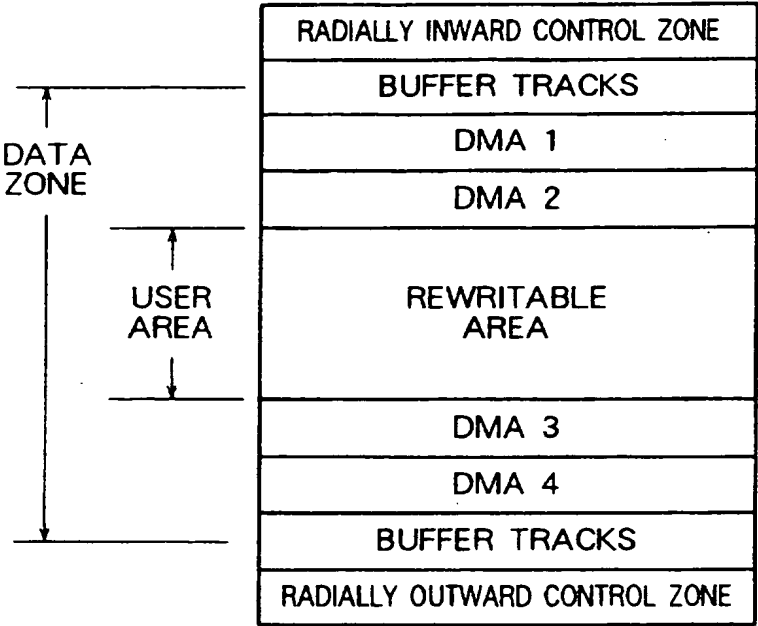 RADIALLY INWARD CONTROL ZONE
BUFFER TRACKS
DMA 1
DATA
ZONE
DMA 2
USER
AREA
REWRITABLE
AREA
DMA 3
DMA 4
BUFFER TRACKS
RADIALLY OUTWARD CONTROL ZONE